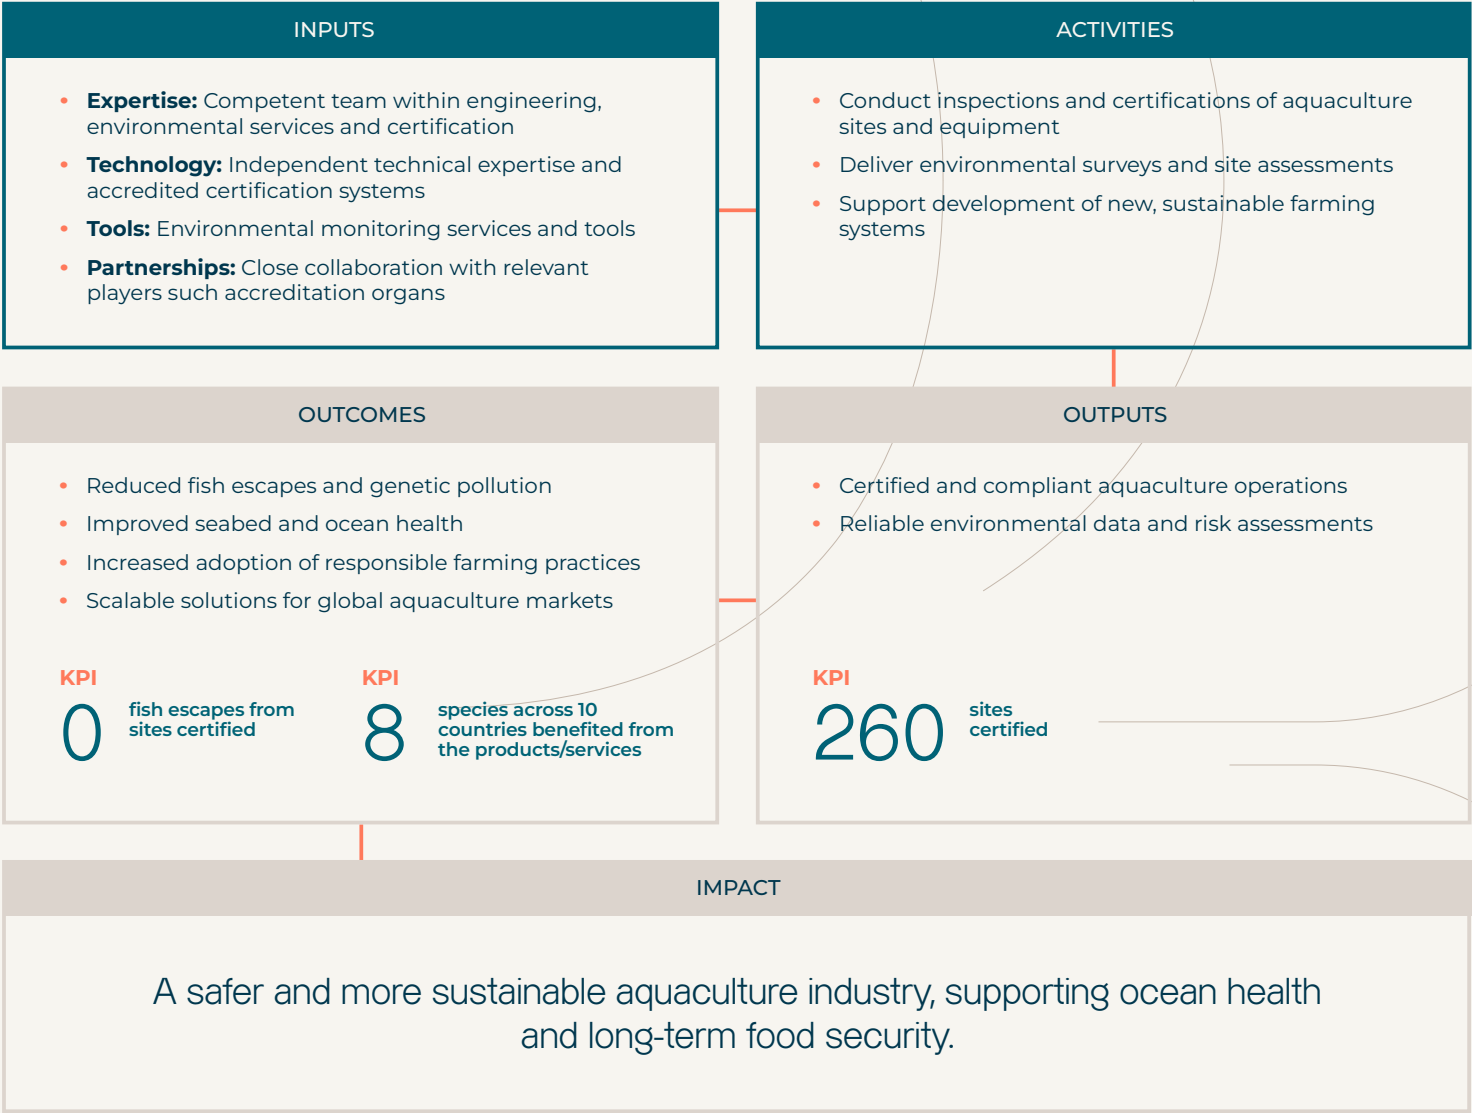 INPUTS
• Expertise: Competent team within engineering,
environmental services and certification
• Technology: Independent technical expertise and
accredited certification systems
• Tools: Environmental monitoring services and tools
• Partnerships: Close collaboration with relevant
players such accreditation organs
ACTIVITIES
• Conduct inspections and certifications of aquaculture
sites and equipment
• Deliver environmental surveys and site assessments
• Support development of new, sustainable farming
systems
OUTCOMES
• Reduced fish escapes and genetic pollution
• Improved seabed and ocean health
• Increased adoption of responsible farming practices
• Scalable solutions for global aquaculture markets
KPI
0
fish escapes from
sites certified
KPI
8
species across 10
countries benefited from
the products/services
OUTPUTS
• Certified and compliant aquaculture operations
• Reliable environmental data and risk assessments
KPI
260
sites
certified
IMPACT
A safer and more sustainable aquaculture industry, supporting ocean health
and long-term food security.